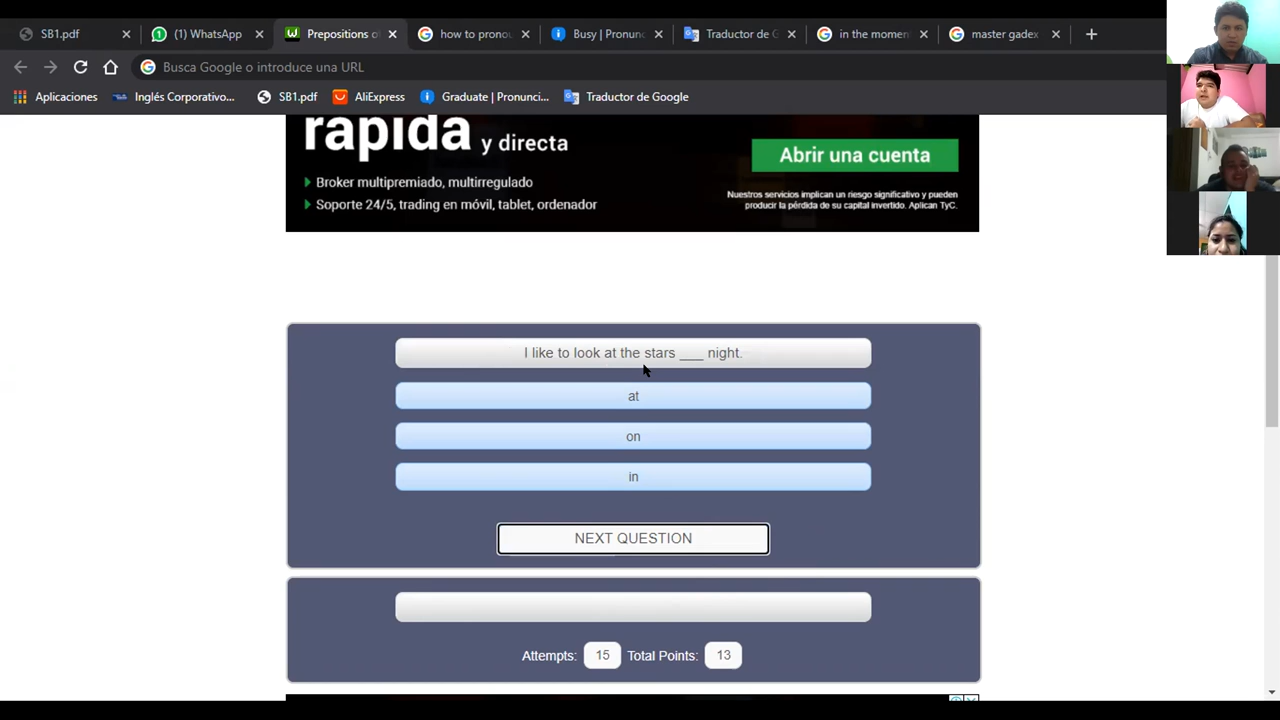 SB1.pdf
(1) WhatsApp
Prepositions o
how to pronou
Busy | Pronunc
Traductor de G
in the momen
master gadex
Busca Google o introduce una URL
Aplicaciones
Inglés Corporativo...
SB1.pdf
AliExpress
Graduate | Pronunci...
Traductor de Google
rápida y directa
Abrir una cuenta
Broker multipremiado, multirregulado
Soporte 24/5, trading en móvil, tablet, ordenador
Nuestros servicios implican un riesgo significativo y pueden
producir la pérdida de su capital invertido. Aplican TyC.
I like to look at the stars ___ night.
at
on
in
NEXT QUESTION
Attempts: 15 Total Points: 13